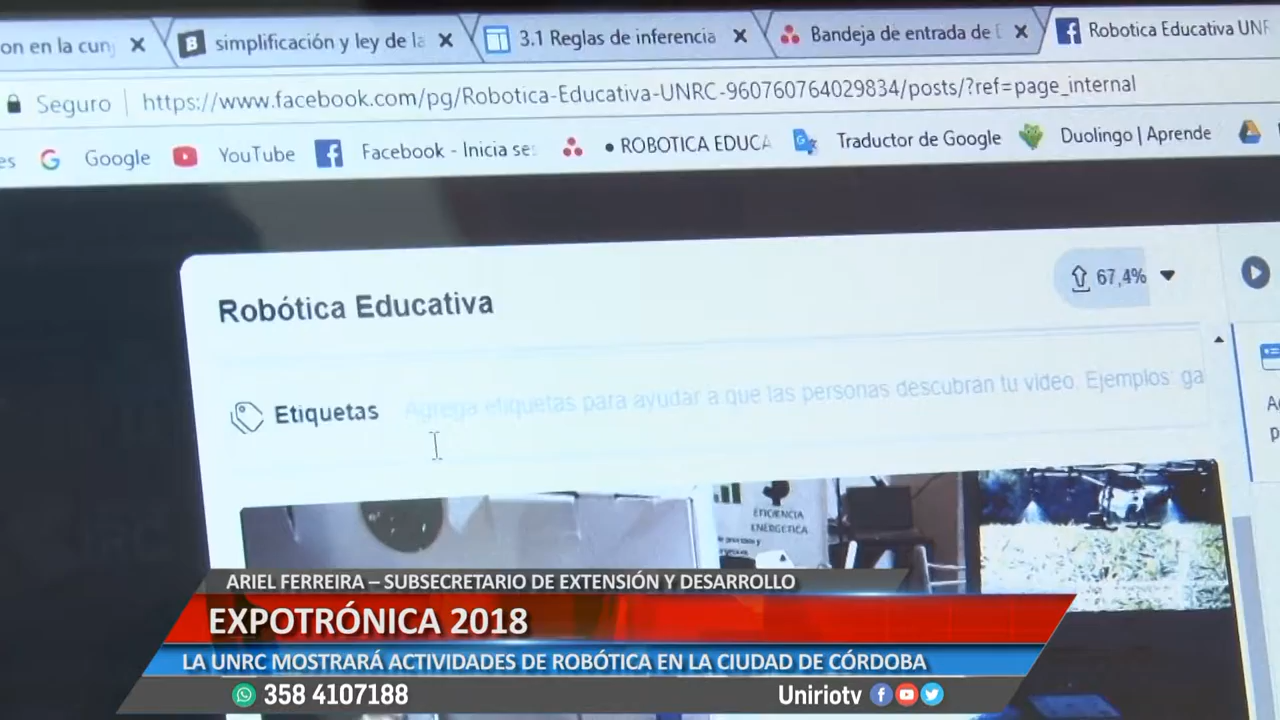 on en la cun
simplificación y ley de la
3.1 Reglas de inferencia
Bandeja de entrada de
Robotica Educativa UNR
Seguro
https://www.facebook.com/pg/Robotica-Educativa-UNRC-960760764029834/posts/?ref=page_internal
es
Google
YouTube
Facebook - Inicia se
ROBOTICA EDUCA
Traductor de Google
Duolingo | Aprende
Robótica Educativa
67,4%
Etiquetas
Agrega etiquetas para ayudar a que las personas descubran tu video. Ejemplos: ga
EFICIENCIA
ENERGÉTICA
ARIEL FERREIRA – SUBSECRETARIO DE EXTENSIÓN Y DESARROLLO
EXPOTRÓNICA 2018
LA UNRC MOSTRARÁ ACTIVIDADES DE ROBÓTICA EN LA CIUDAD DE CÓRDOBA
358 4107188
Uniriotv